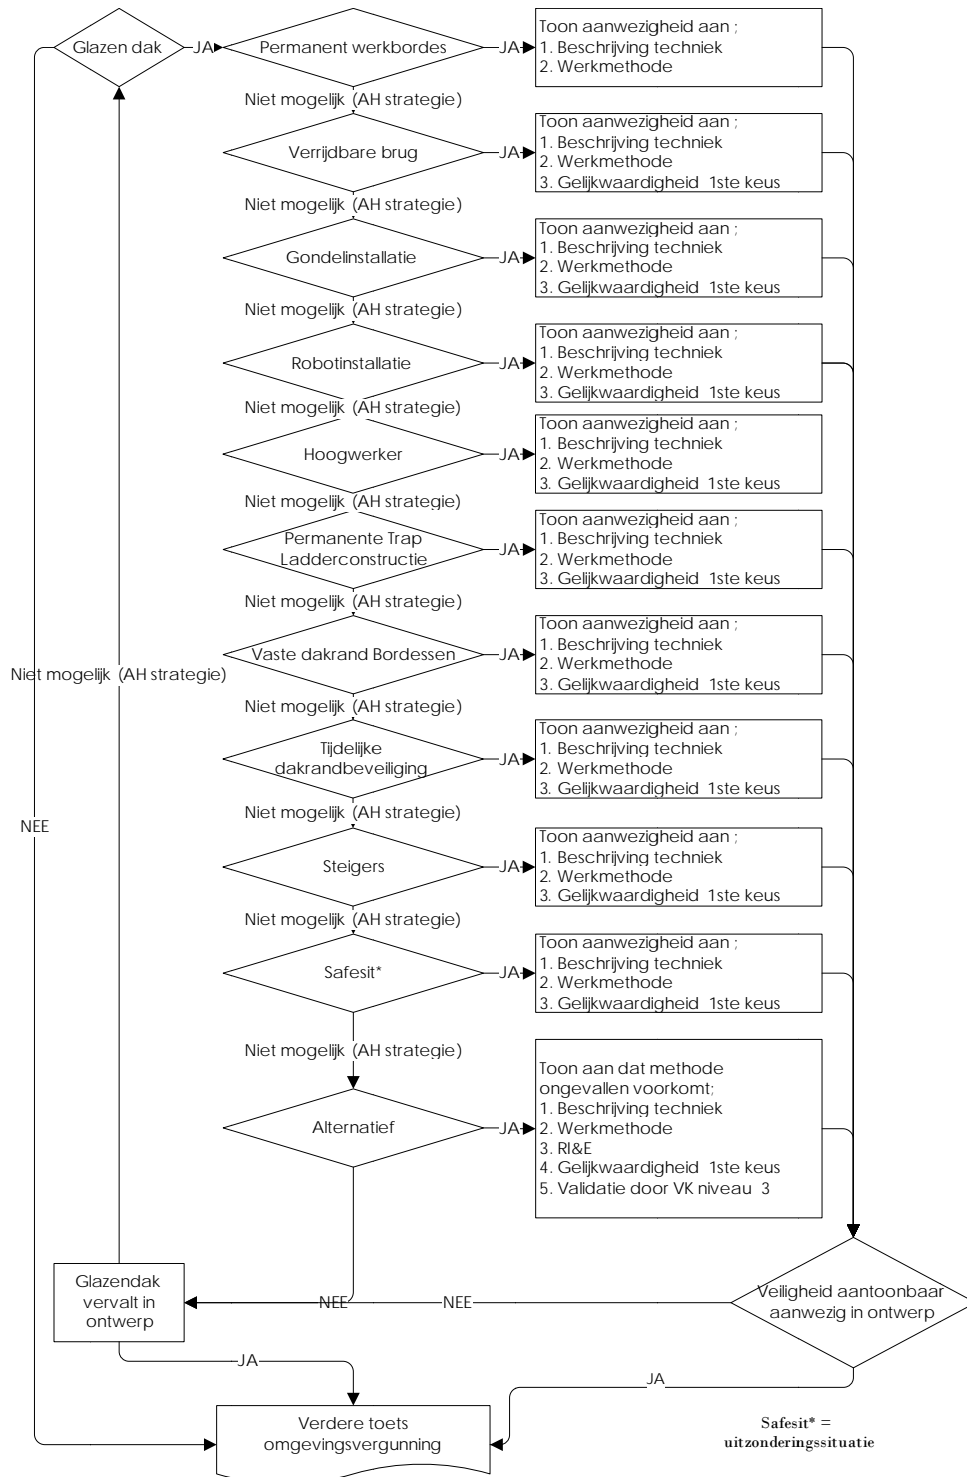 Glazen dak
JA
Permanent werkbordes
JA
Toon aanwezigheid aan ;
1. Beschrijving techniek
2. Werkmethode
Niet mogelijk (AH strategie)
Verrijdbare brug
JA
Toon aanwezigheid aan ;
1. Beschrijving techniek
2. Werkmethode
3. Gelijkwaardigheid 1ste keus
Niet mogelijk (AH strategie)
Gondelinstallatie
JA
Toon aanwezigheid aan ;
1. Beschrijving techniek
2. Werkmethode
3. Gelijkwaardigheid 1ste keus
Niet mogelijk (AH strategie)
Robotinstallatie
JA
Toon aanwezigheid aan ;
1. Beschrijving techniek
2. Werkmethode
3. Gelijkwaardigheid 1ste keus
Niet mogelijk (AH strategie)
Hoogwerker
JA
Toon aanwezigheid aan ;
1. Beschrijving techniek
2. Werkmethode
3. Gelijkwaardigheid 1ste keus
Niet mogelijk (AH strategie)
Permanente Trap
Ladderconstructie
JA
Toon aanwezigheid aan ;
1. Beschrijving techniek
2. Werkmethode
3. Gelijkwaardigheid 1ste keus
Niet mogelijk (AH strategie)
Vaste dakrand Bordessen
JA
Toon aanwezigheid aan ;
1. Beschrijving techniek
2. Werkmethode
3. Gelijkwaardigheid 1ste keus
Niet mogelijk (AH strategie)
Niet mogelijk (AH strategie)
Tijdelijke
dakrandbeveiliging
JA
Toon aanwezigheid aan ;
1. Beschrijving techniek
2. Werkmethode
3. Gelijkwaardigheid 1ste keus
Niet mogelijk (AH strategie)
NEE
Steigers
JA
Toon aanwezigheid aan ;
1. Beschrijving techniek
2. Werkmethode
3. Gelijkwaardigheid 1ste keus
Niet mogelijk (AH strategie)
Safesit*
JA
Toon aanwezigheid aan ;
1. Beschrijving techniek
2. Werkmethode
3. Gelijkwaardigheid 1ste keus
Niet mogelijk (AH strategie)
Alternatief
JA
Toon aan dat methode
ongevallen voorkomt;
1. Beschrijving techniek
2. Werkmethode
3. RI&E
4. Gelijkwaardigheid 1ste keus
5. Validatie door VK niveau 3
Glazendak
vervalt in
ontwerp
NEE
NEE
Veiligheid aantoonbaar
aanwezig in ontwerp
JA
JA
Verdere toets
omgevingsvergunning
Safesit* =
uitzonderingssituatie